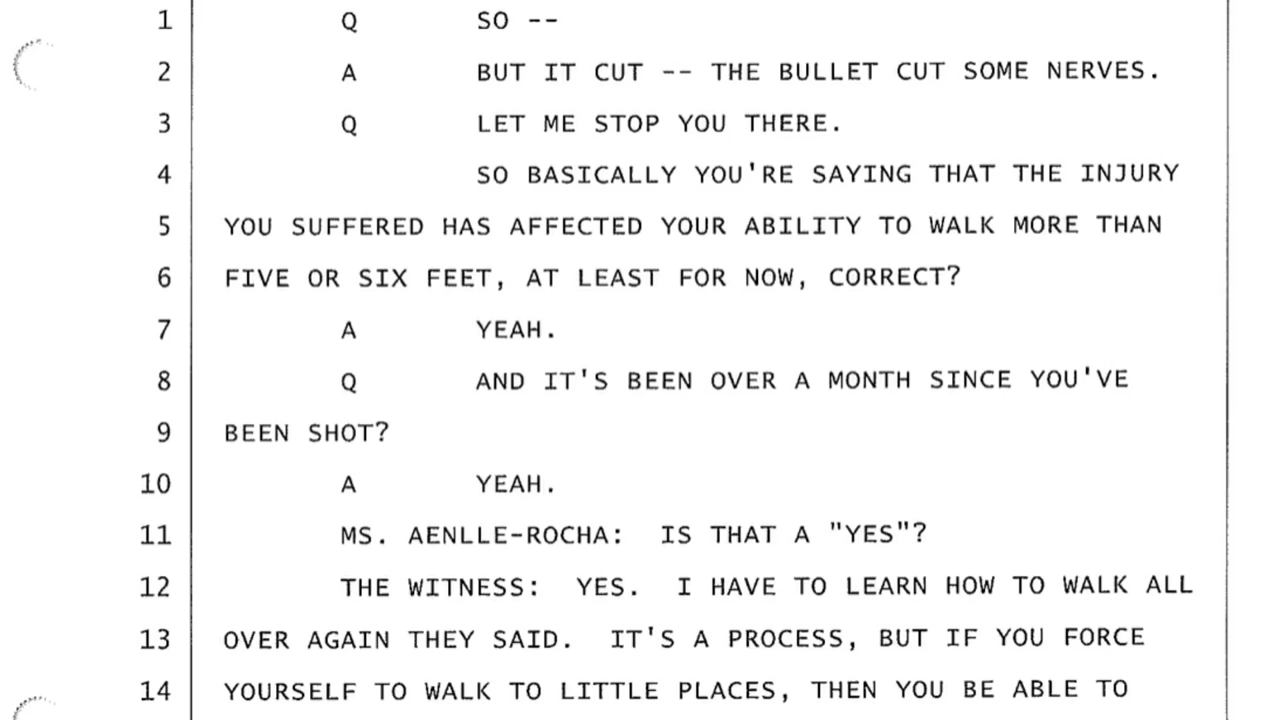 1 Q SO --
2 A BUT IT CUT -- THE BULLET CUT SOME NERVES.
3 Q LET ME STOP YOU THERE.
4 SO BASICALLY YOU'RE SAYING THAT THE INJURY
5 YOU SUFFERED HAS AFFECTED YOUR ABILITY TO WALK MORE THAN
6 FIVE OR SIX FEET, AT LEAST FOR NOW, CORRECT?
7 A YEAH.
8 Q AND IT'S BEEN OVER A MONTH SINCE YOU'VE
9 BEEN SHOT?
10 A YEAH.
11 MS. AENLLE-ROCHA: IS THAT A "YES"?
12 THE WITNESS: YES. I HAVE TO LEARN HOW TO WALK ALL
13 OVER AGAIN THEY SAID. IT'S A PROCESS, BUT IF YOU FORCE
14 YOURSELF TO WALK TO LITTLE PLACES, THEN YOU BE ABLE TO